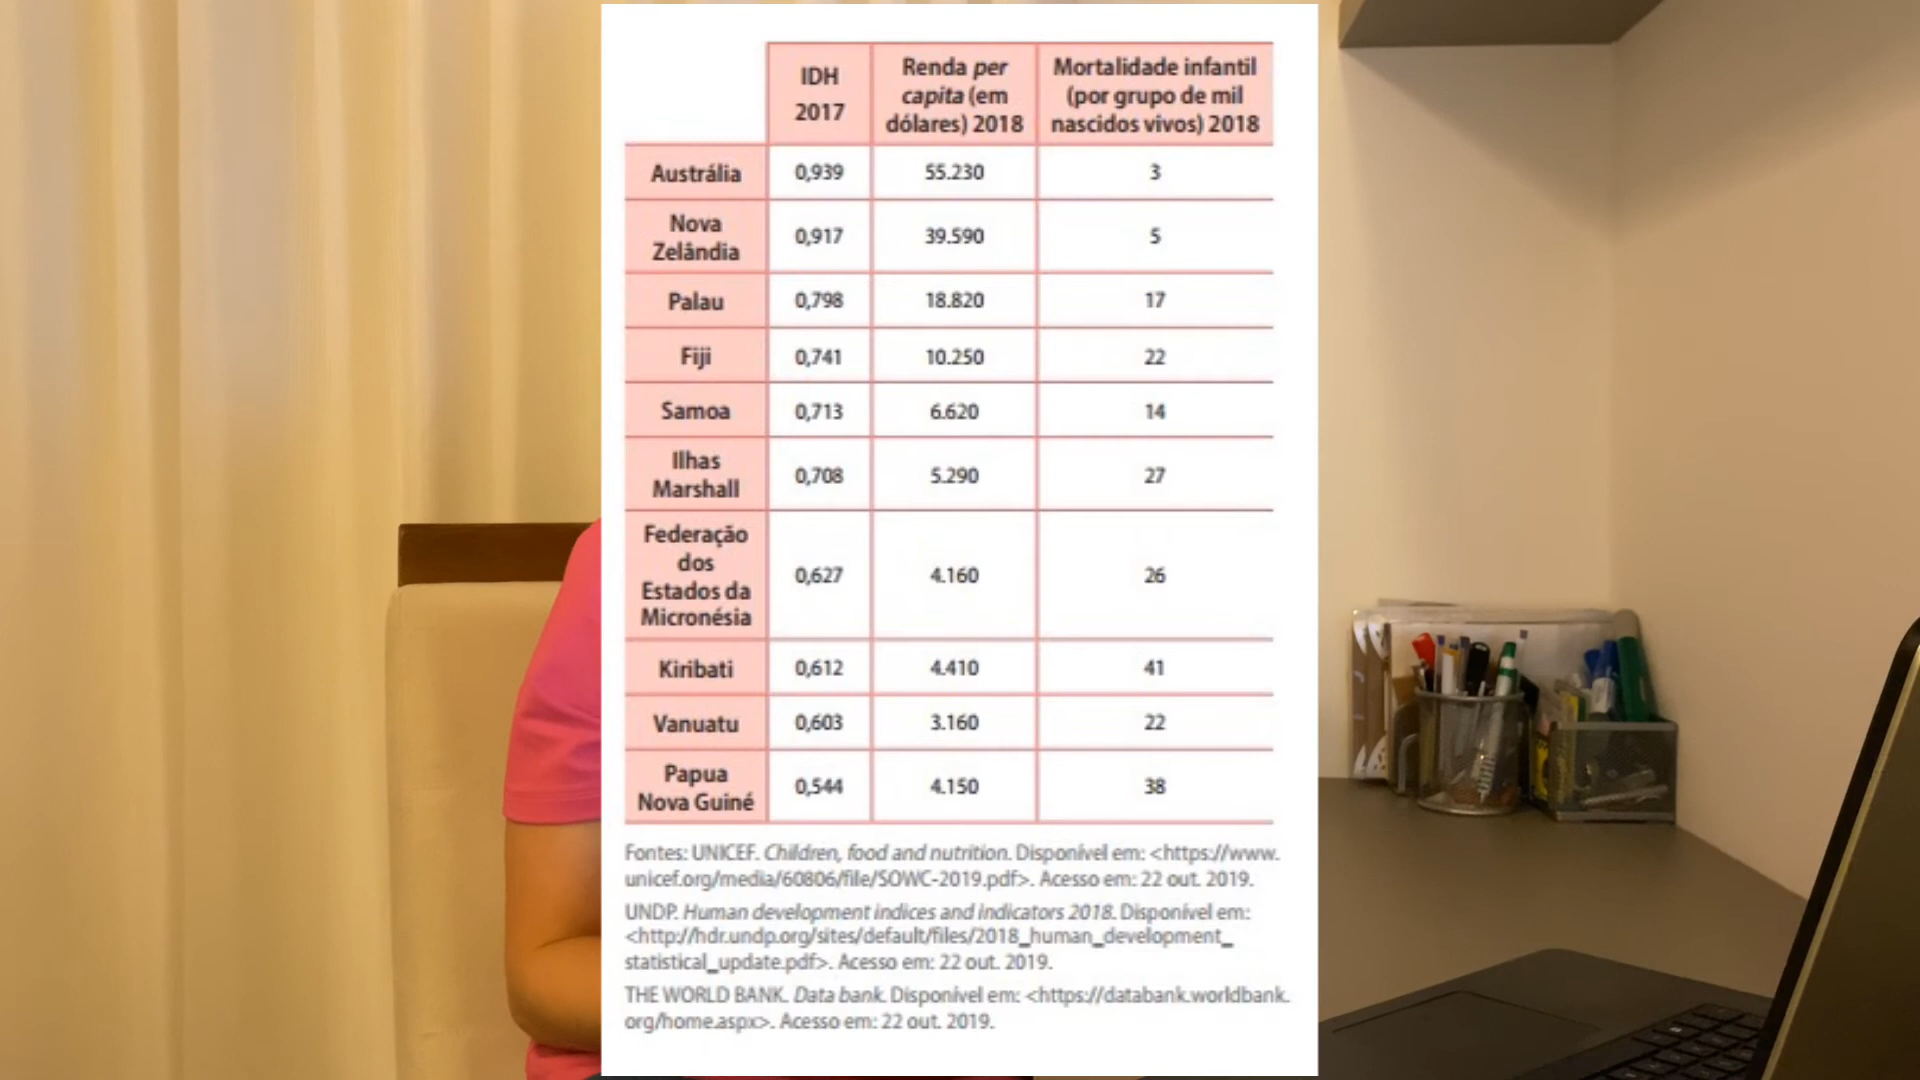 IDH
2017
Renda per
capita (em
dólares) 2018
Mortalidade infantil
(por grupo de mil
nascidos vivos) 2018
Austrália 0,939 55.230 3
Nova
Zelândia 0,917 39.590 5
Palau 0,798 18.820 17
Fiji 0,741 10.250 22
Samoa 0,713 6.620 14
Ilhas
Marshall 0,708 5.290 27
Federação
dos
Estados da
Micronésia 0,627 4.160 26
Kiribati 0,612 4.410 41
Vanuatu 0,603 3.160 22
Papua
Nova Guiné 0,544 4.150 38
Fontes: UNICEF. Children, food and nutrition. Disponível em: <https://www.
unicef.org/media/60806/file/SOWC-2019.pdf>. Acesso em: 22 out. 2019.
UNDP. Human development indices and indicators 2018. Disponível em:
<http://hdr.undp.org/sites/default/files/2018_human_development_
statistical_update.pdf>. Acesso em: 22 out. 2019.
THE WORLD BANK. Data bank. Disponível em: <https://databank.worldbank.
org/home.aspx>. Acesso em: 22 out. 2019.